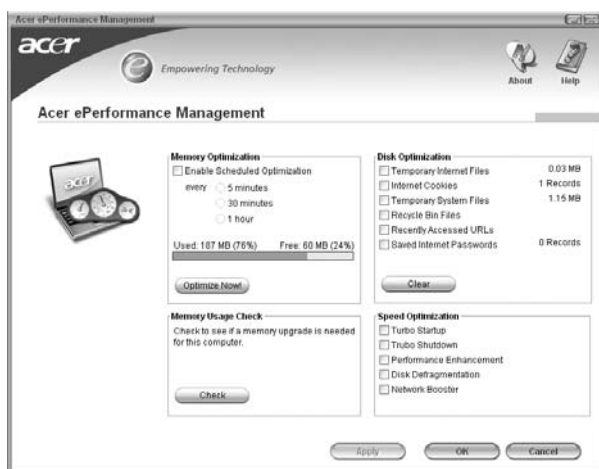 Acer ePerformance Management
acer
Empowering Technology
About
Help
Acer ePerformance Management
Memory Optimization
Enable Scheduled Optimization
every
5 minutes
30 minutes
1 hour
Used: 187 MB (76%) Free: 60 MB (24%)
Optimize Now!
Memory Usage Check
Check to see if a memory upgrade is needed
for this computer.
Check
Disk Optimization
Temporary Internet Files 0.03 MB
Internet Cookies 1 Records
Temporary System Files 1.15 MB
Recycle Bin Files
Recently Accessed URLs
Saved Internet Passwords 0 Records
Clear
Speed Optimization
Turbo Startup
Trubo Shutdown
Performance Enhancement
Disk Defragmentation
Network Booster
Apply
OK
Cancel